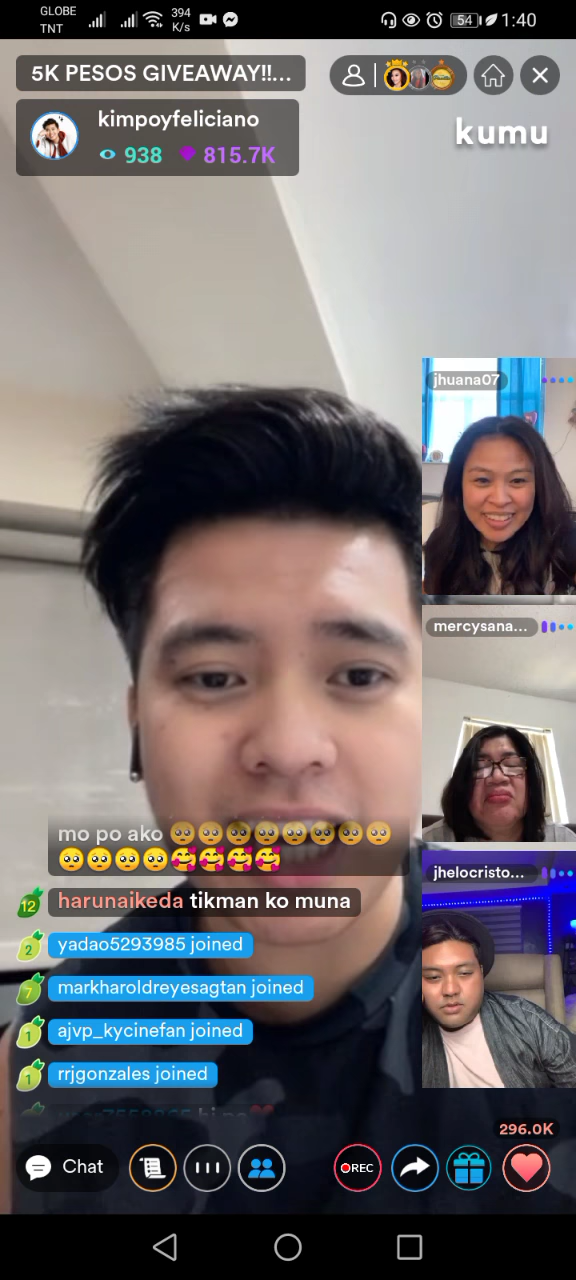 GLOBE
TNT
394
K/s
54
1:40
5K PESOS GIVEAWAY!!...
kimpoyfeliciano
938 815.7K
kumu
jhuana07
mercysana...
jhelocristo...
mo po ako 🥺🥺🥺🥺🥺🥺🥺🥺
🥺🥺🥺🥺🥰🥰🥰🥰
12 harunaikeda tikman ko muna
2 yadao5293985 joined
7 markharoldreyesagtan joined
1 ajvp_kycinefan joined
1 rrjgonzales joined
hi po
296.0K
Chat
REC